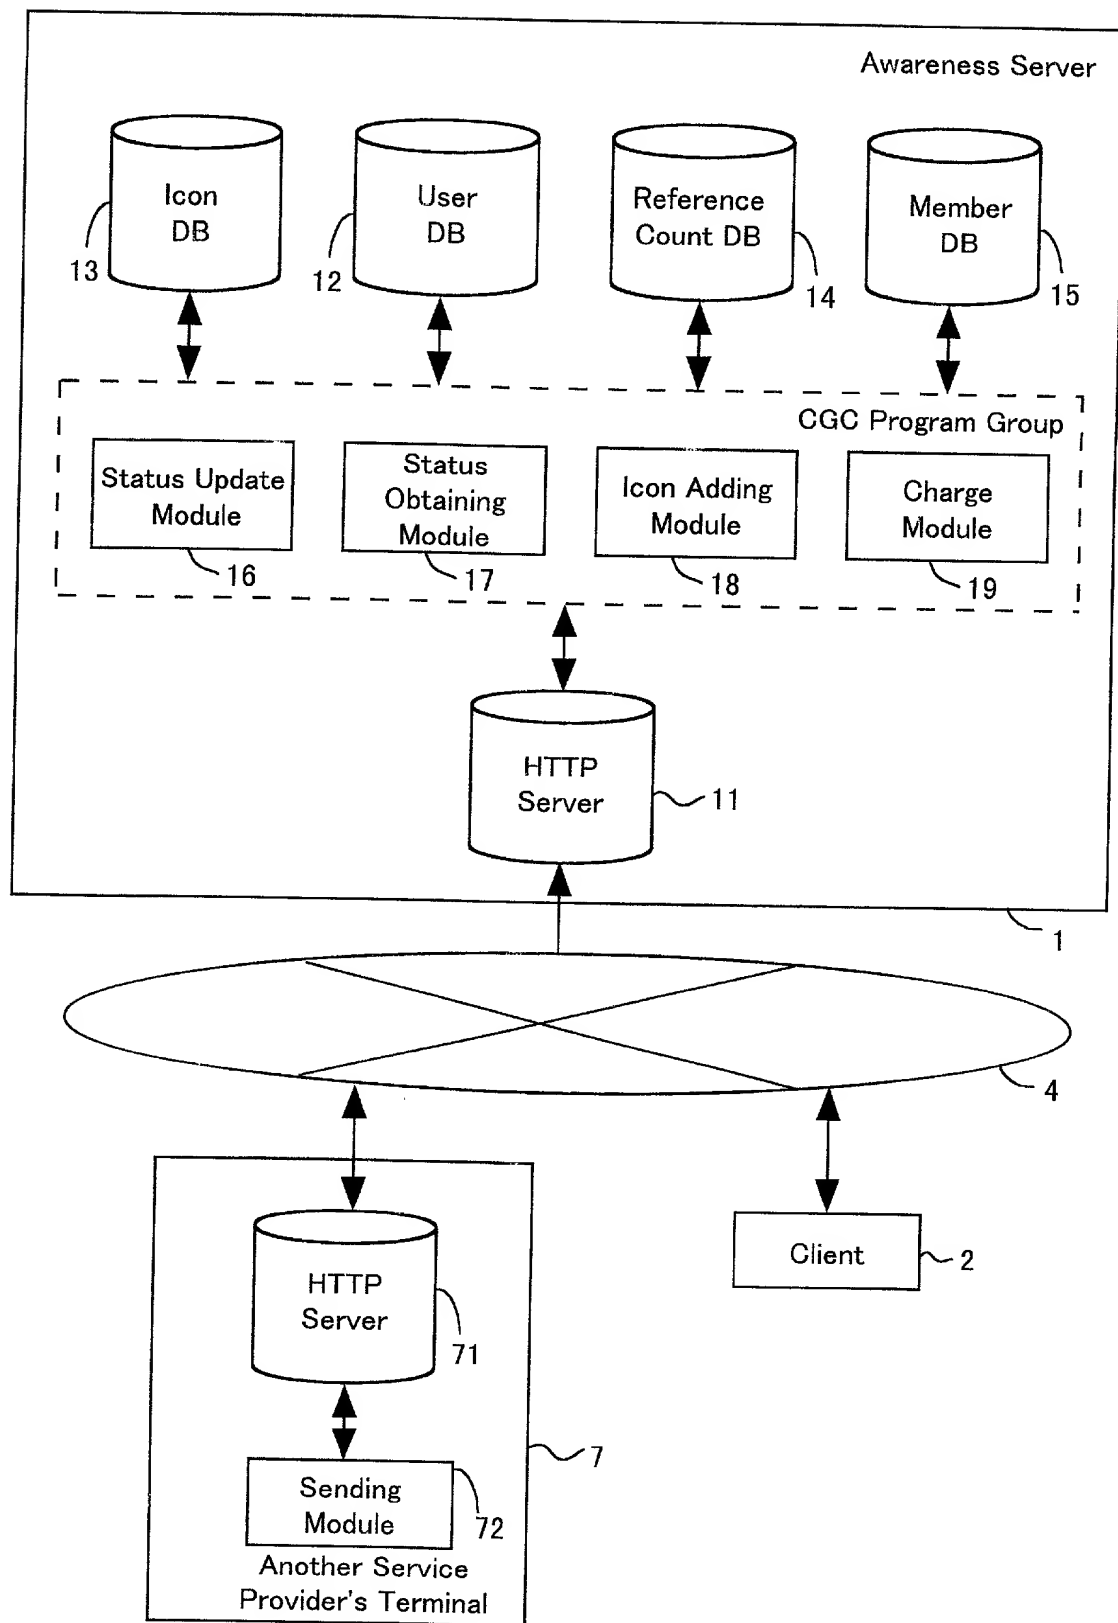 Awareness Server
Icon
DB
13
User
DB
12
Reference
Count DB
14
Member
DB
15
CGC Program Group
Status Update
Module
16
Status
Obtaining
Module
17
Icon Adding
Module
18
Charge
Module
19
HTTP
Server
11
1
4
HTTP
Server
71
Client
2
7
Sending
Module
72
Another Service
Provider's Terminal